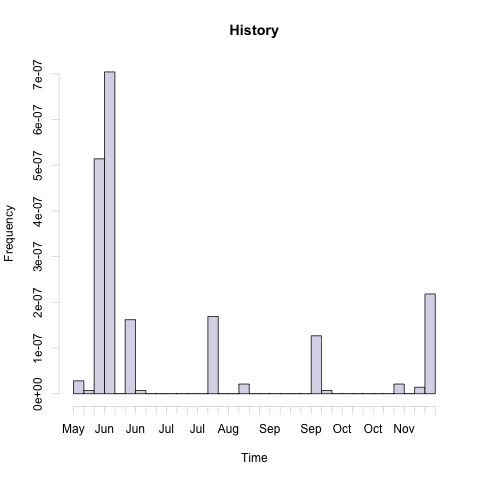 History
Frequency
7e-07
6e-07
5e-07
4e-07
3e-07
2e-07
1e-07
0e+00
May Jun Jun Jul Jul Aug Sep Sep Oct Oct Nov
Time